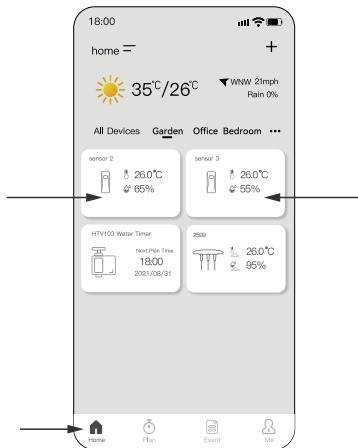 18:00
home
35℃/26℃
WNW 21mph
Rain 0%
All Devices Garden Office Bedroom •••
sensor 2
26.0°C
65%
sensor 3
26.0°C
55%
HTV103 Water Timer
Next Plan Time
18:00
2021/08/31
2599
26.0°C
95%
Home Plan Event Me